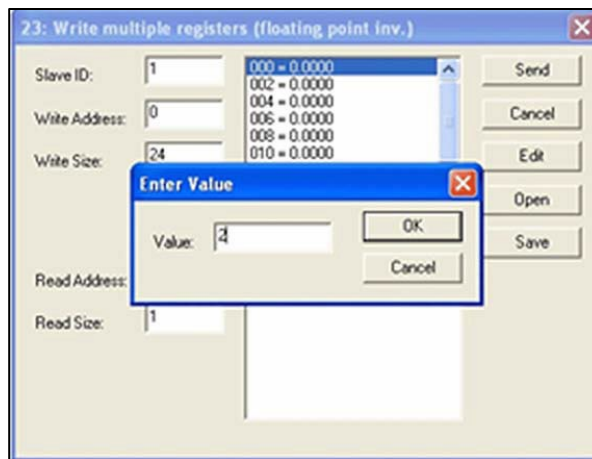 23: Write multiple registers (floating point inv.)
Slave ID: 1
Write Address: 0
Write Size: 24
000 = 0.0000
002 = 0.0000
004 = 0.0000
006 = 0.0000
008 = 0.0000
010 = 0.0000
Send
Cancel
Edit
Open
Save
Enter Value
Value: 2
OK
Cancel
Read Address:
Read Size: 1